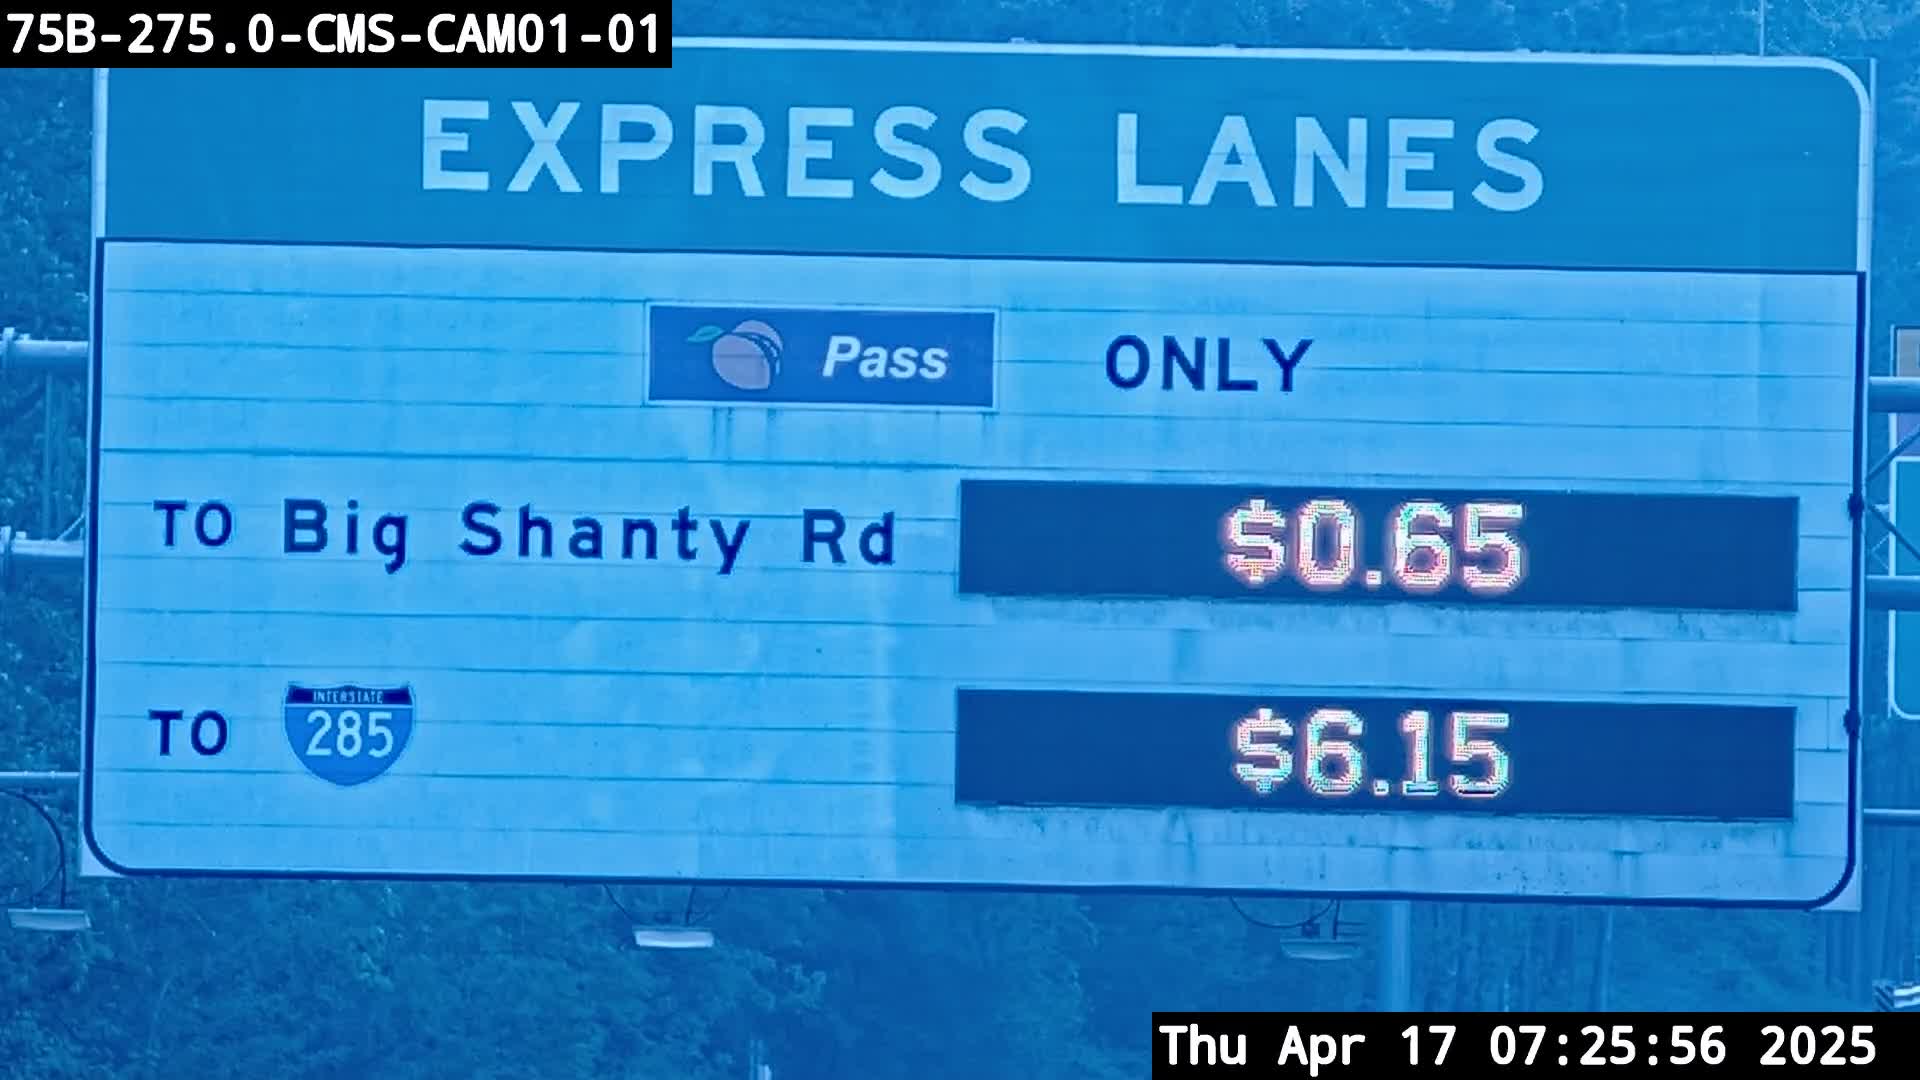 75B-275.0-CMS-CAM01-01
EXPRESS LANES
Pass ONLY
TO Big Shanty Rd $0.65
TO INTERSTATE 285 $6.15
Thu Apr 17 07:25:56 2025